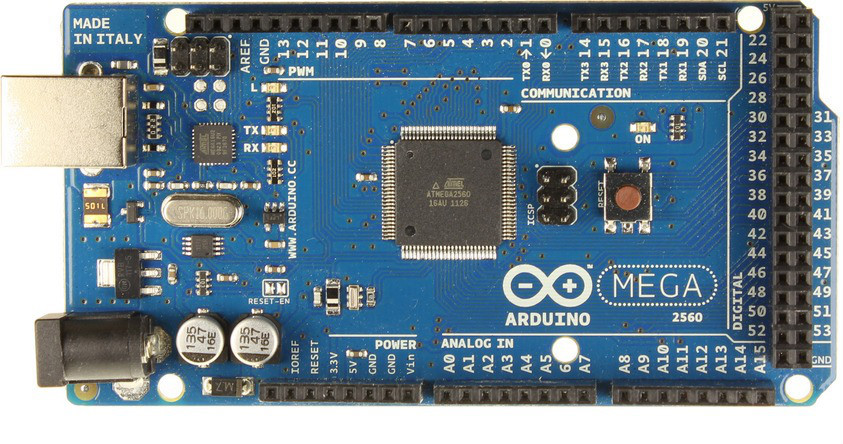 MADE
IN ITALY
AREF
GND
13
12
11
10
9
8
7
6
5
4
3
2
TX0→1
RX0←0
TX3 14
RX3 15
TX2 16
RX2 17
TX1 18
RX1 19
SDA 20
SCL 21
5V
PWM
COMMUNICATION
L
TX
RX
ON
22
24
26
28
30 31
32 33
34 35
36 37
38 39
40 41
42 43
44 45
46 47
48 49
50 51
52 53
GND
DIGITAL
ATMEL
ATMEGA2560
16AU 1126
ICSP
RESET
WWW.ARDUINO.CC
501L
RESET-EN
ARDUINO
MEGA
2560
TM
135
47
16E
135
47
16E
M7
POWER
ANALOG IN
IOREF
RESET
3.3V
5V
GND
GND
Vin
A0
A1
A2
A3
A4
A5
6
A7
A8
A9
A10
A11
A12
A13
A14
A15